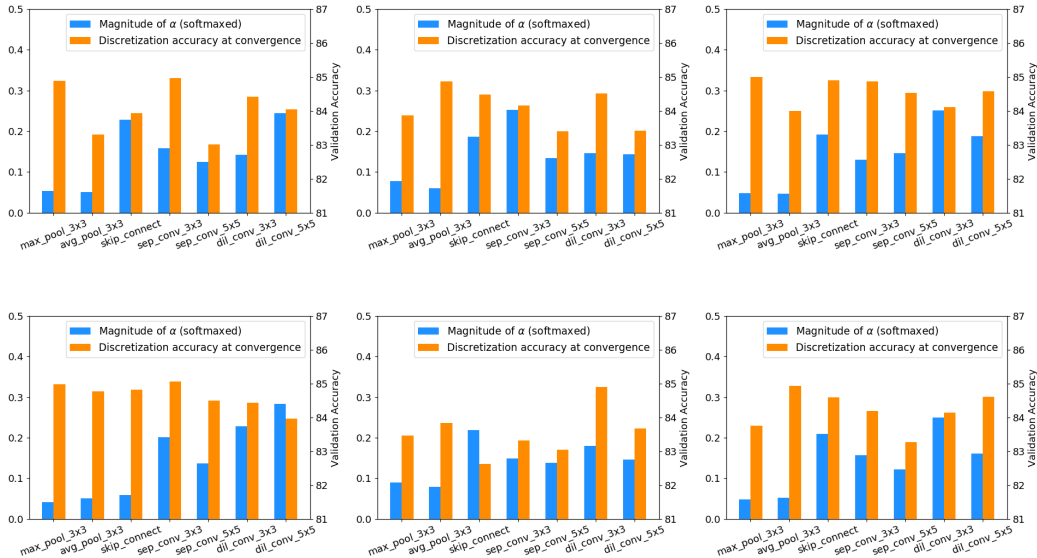 0.5
0.4
0.3
0.2
0.1
0.0
Magnitude of α (softmaxed)
Discretization accuracy at convergence
87
86
85
84
83
82
81
Validation Accuracy
max_pool_3x3
avg_pool_3x3
skip_connect
sep_conv_3x3
sep_conv_5x5
dil_conv_3x3
dil_conv_5x5
0.5
0.4
0.3
0.2
0.1
0.0
Magnitude of α (softmaxed)
Discretization accuracy at convergence
87
86
85
84
83
82
81
Validation Accuracy
max_pool_3x3
avg_pool_3x3
skip_connect
sep_conv_3x3
sep_conv_5x5
dil_conv_3x3
dil_conv_5x5
0.5
0.4
0.3
0.2
0.1
0.0
Magnitude of α (softmaxed)
Discretization accuracy at convergence
87
86
85
84
83
82
81
Validation Accuracy
max_pool_3x3
avg_pool_3x3
skip_connect
sep_conv_3x3
sep_conv_5x5
dil_conv_3x3
dil_conv_5x5
0.5
0.4
0.3
0.2
0.1
0.0
Magnitude of α (softmaxed)
Discretization accuracy at convergence
87
86
85
84
83
82
81
Validation Accuracy
max_pool_3x3
avg_pool_3x3
skip_connect
sep_conv_3x3
sep_conv_5x5
dil_conv_3x3
dil_conv_5x5
0.5
0.4
0.3
0.2
0.1
0.0
Magnitude of α (softmaxed)
Discretization accuracy at convergence
87
86
85
84
83
82
81
Validation Accuracy
max_pool_3x3
avg_pool_3x3
skip_connect
sep_conv_3x3
sep_conv_5x5
dil_conv_3x3
dil_conv_5x5
0.5
0.4
0.3
0.2
0.1
0.0
Magnitude of α (softmaxed)
Discretization accuracy at convergence
87
86
85
84
83
82
81
Validation Accuracy
max_pool_3x3
avg_pool_3x3
skip_connect
sep_conv_3x3
sep_conv_5x5
dil_conv_3x3
dil_conv_5x5